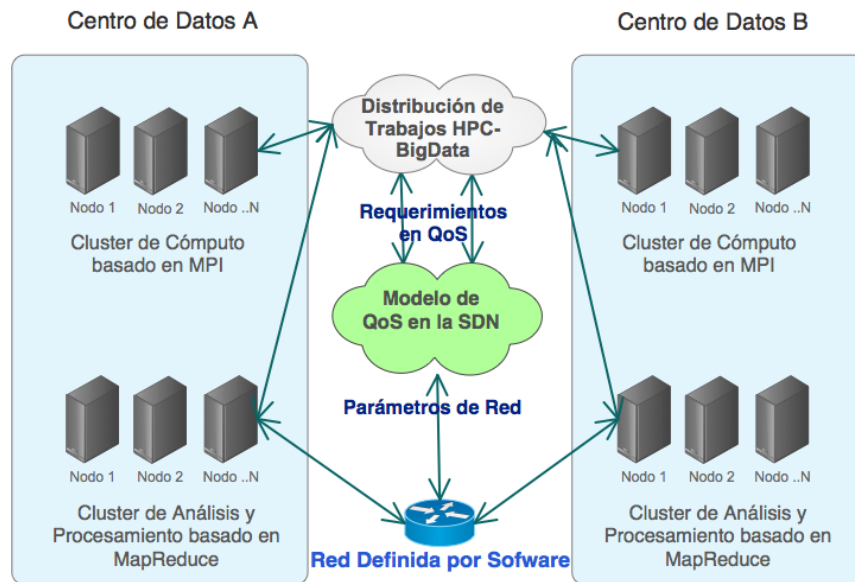 Centro de Datos A
Centro de Datos B
Distribución de
Trabajos HPC-
BigData
Nodo 1
Nodo 2
Nodo ..N
Cluster de Cómputo
basado en MPI
Nodo 1
Nodo 2
Nodo ..N
Cluster de Cómputo
basado en MPI
Requerimientos
en QoS
Modelo de
QoS en la SDN
Parámetros de Red
Nodo 1
Nodo 2
Nodo ..N
Cluster de Análisis y
Procesamiento basado en
MapReduce
Nodo 1
Nodo 2
Nodo ..N
Cluster de Análisis y
Procesamiento basado en
MapReduce
Red Definida por Sofware